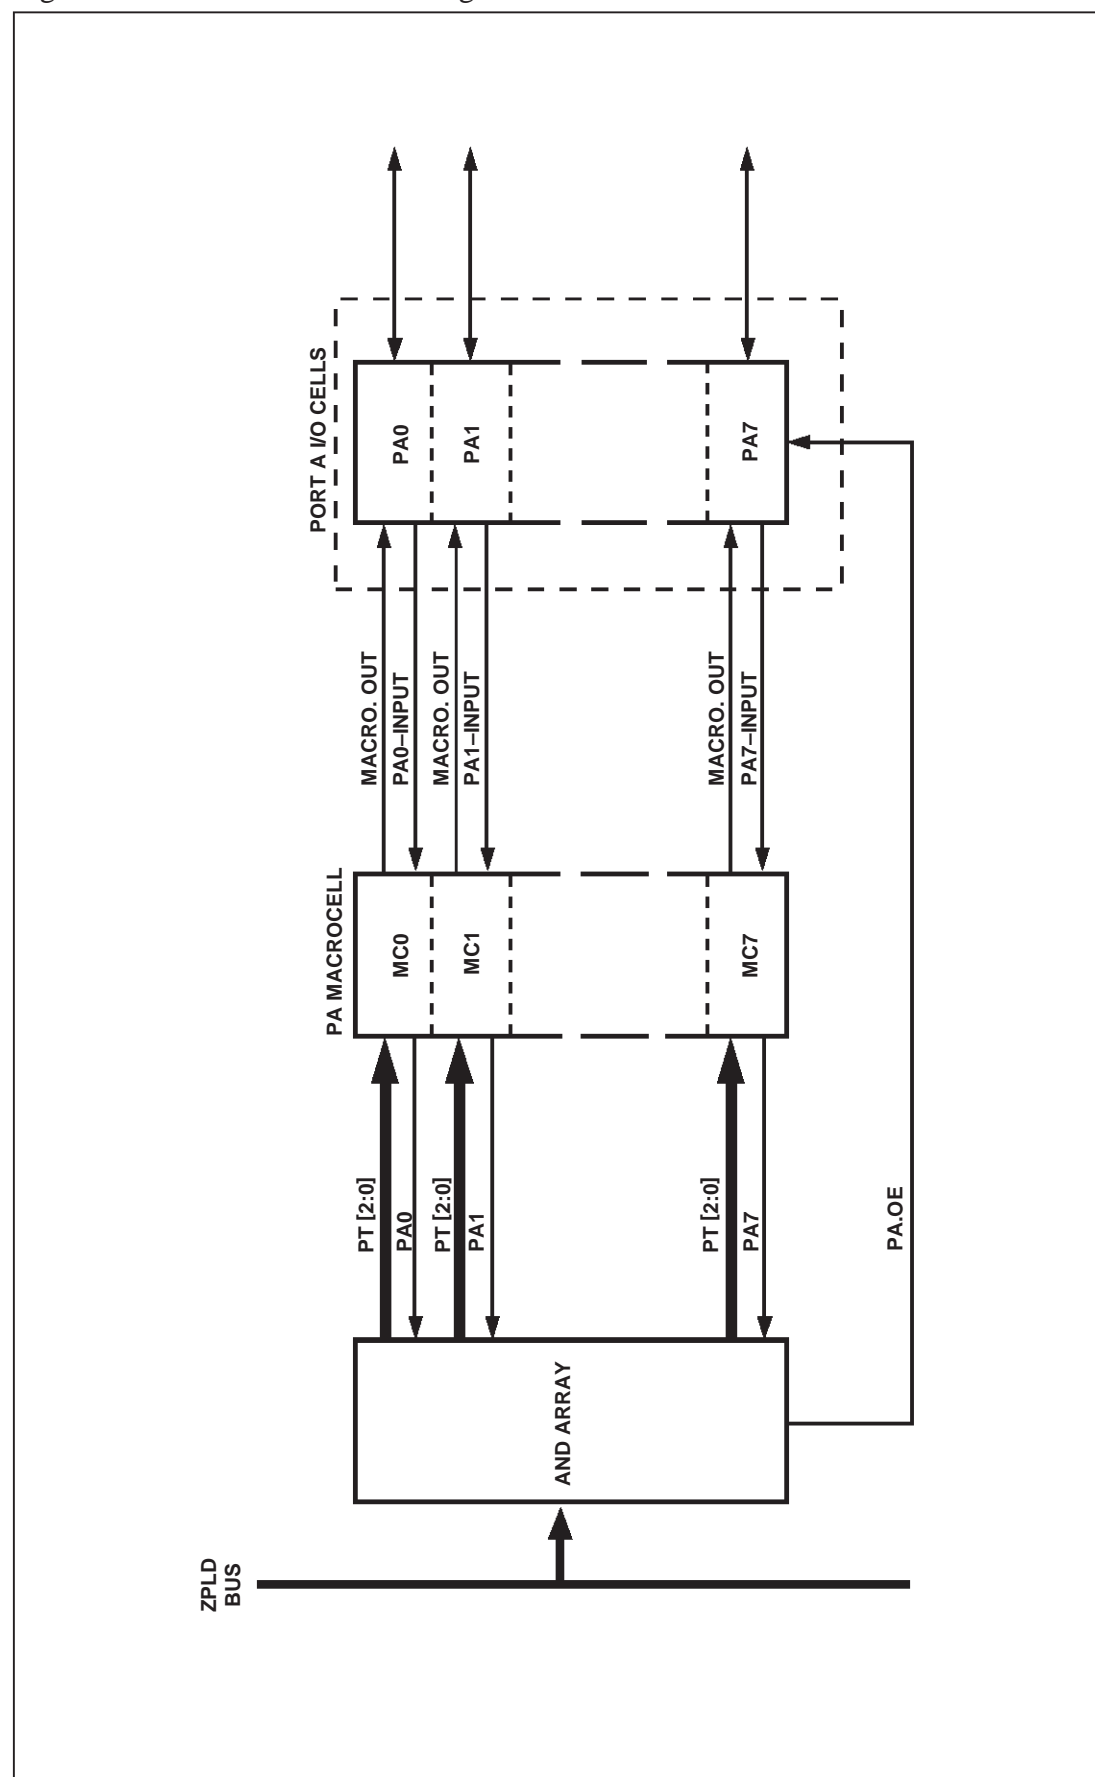 ZPLD
BUS
AND ARRAY
PT [2:0]
PA0
PT [2:0]
PA1
PT [2:0]
PA7
PA.OE
PA MACROCELL
MC0
MC1
MC7
MACRO. OUT
PA0–INPUT
MACRO. OUT
PA1–INPUT
MACRO. OUT
PA7–INPUT
PORT A I/O CELLS
PA0
PA1
PA7